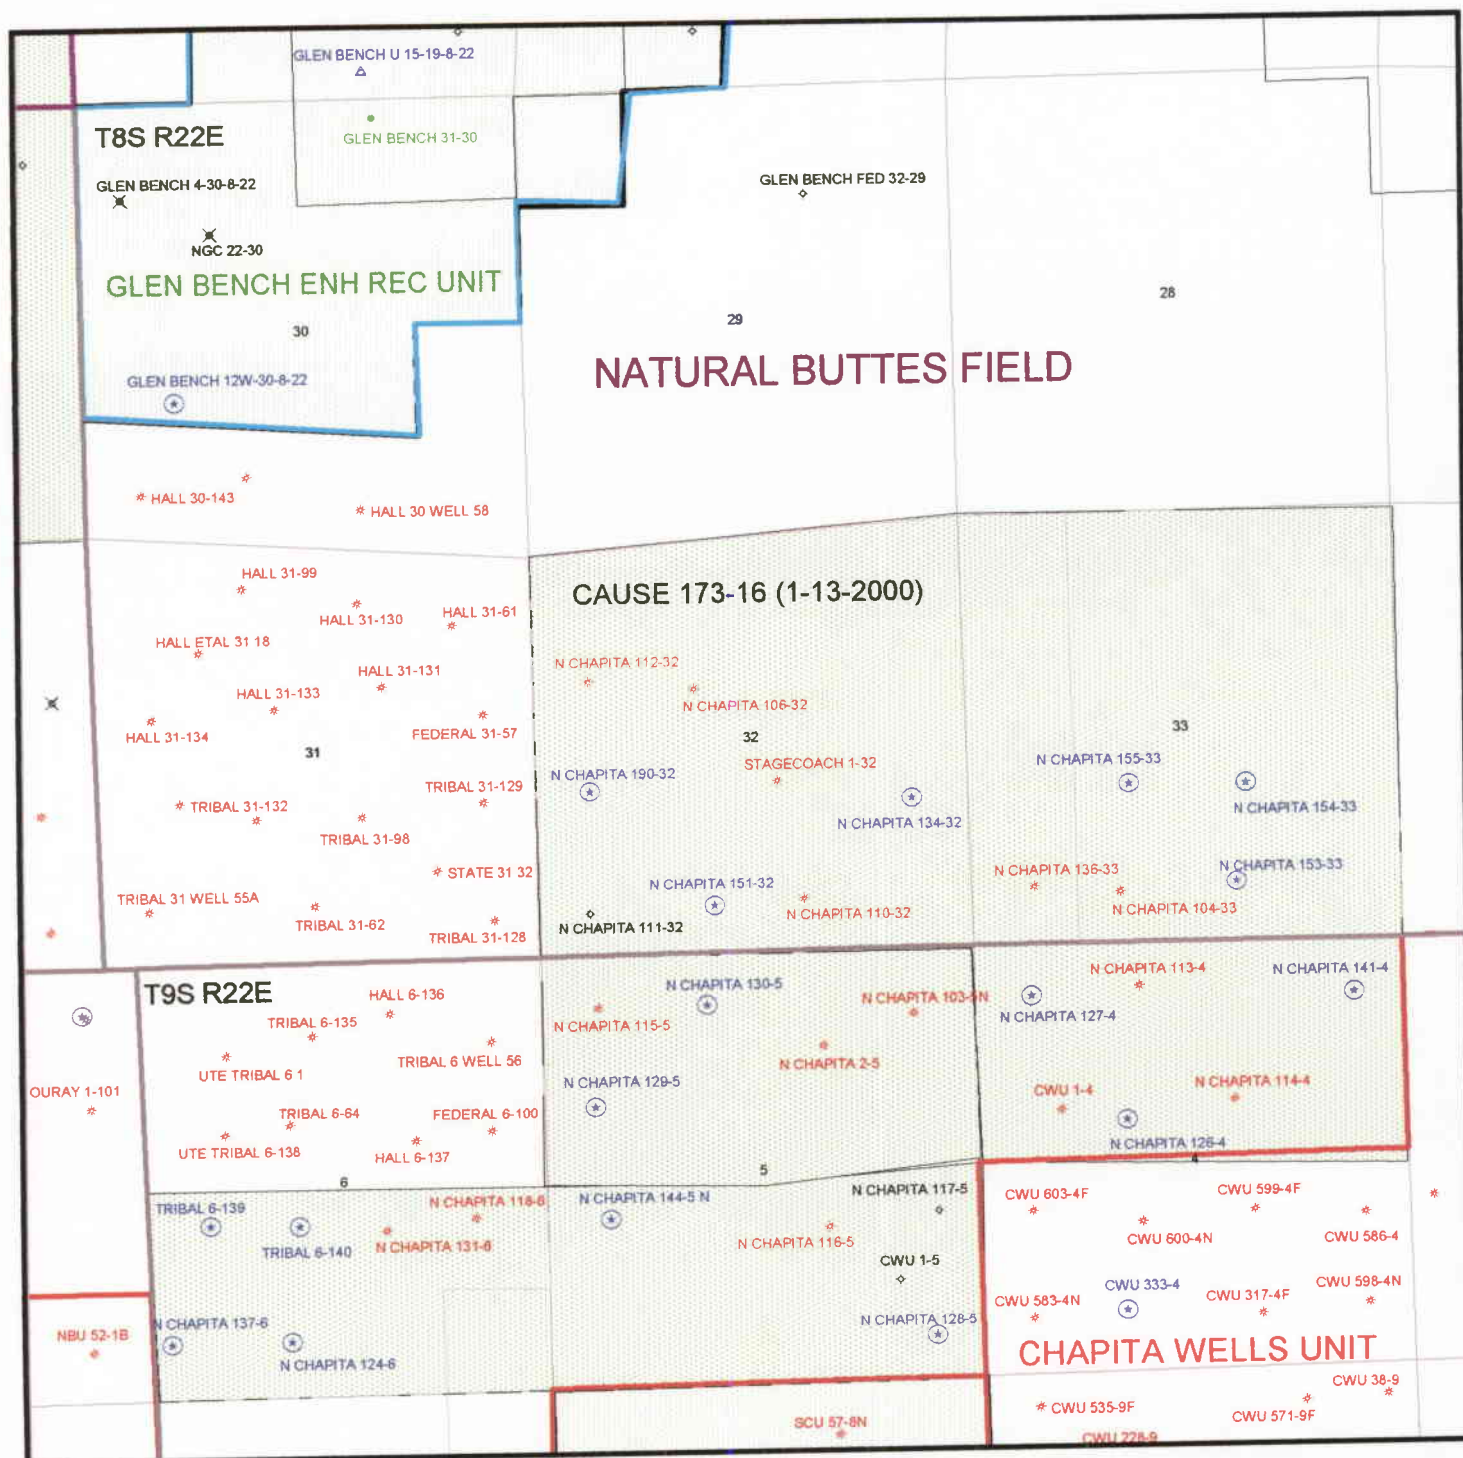 GLEN BENCH U 15-19-8-22
GLEN BENCH 31-30
T8S R22E
GLEN BENCH 4-30-8-22
GLEN BENCH FED 32-29
NGC 22-30
GLEN BENCH ENH REC UNIT
28
29
30
NATURAL BUTTES FIELD
GLEN BENCH 12W-30-8-22
HALL 30-143
HALL 30 WELL 58
HALL 31-99
CAUSE 173-16 (1-13-2000)
HALL 31-130
HALL 31-61
HALL ETAL 31 18
N CHAPITA 112-32
HALL 31-131
HALL 31-133
N CHAPITA 106-32
HALL 31-134
FEDERAL 31-57
31
32
33
STAGECOACH 1-32
N CHAPITA 155-33
N CHAPITA 190-32
TRIBAL 31-129
TRIBAL 31-132
N CHAPITA 154-33
N CHAPITA 134-32
TRIBAL 31-98
STATE 31 32
N CHAPITA 136-33
N CHAPITA 153-33
N CHAPITA 151-32
TRIBAL 31 WELL 55A
N CHAPITA 104-33
N CHAPITA 110-32
TRIBAL 31-62
N CHAPITA 111-32
TRIBAL 31-128
T9S R22E
HALL 6-136
N CHAPITA 130-5
N CHAPITA 103-5N
N CHAPITA 113-4
N CHAPITA 141-4
TRIBAL 6-135
N CHAPITA 115-5
N CHAPITA 127-4
UTE TRIBAL 6 1
TRIBAL 6 WELL 56
N CHAPITA 2-5
OURAY 1-101
N CHAPITA 129-5
CWU 1-4
N CHAPITA 114-4
TRIBAL 6-64
FEDERAL 6-100
UTE TRIBAL 6-138
HALL 6-137
N CHAPITA 126-4
6
5
4
TRIBAL 6-139
N CHAPITA 118-6
N CHAPITA 144-5 N
N CHAPITA 117-5
CWU 603-4F
CWU 599-4F
TRIBAL 6-140
N CHAPITA 131-6
N CHAPITA 116-5
CWU 600-4N
CWU 586-4
CWU 1-5
CWU 333-4
CWU 598-4N
CWU 583-4N
CWU 317-4F
NBU 52-1B
N CHAPITA 137-6
N CHAPITA 128-5
CHAPITA WELLS UNIT
N CHAPITA 124-6
CWU 38-9
CWU 535-9F
CWU 571-9F
SCU 57-8N
CWU 228-9